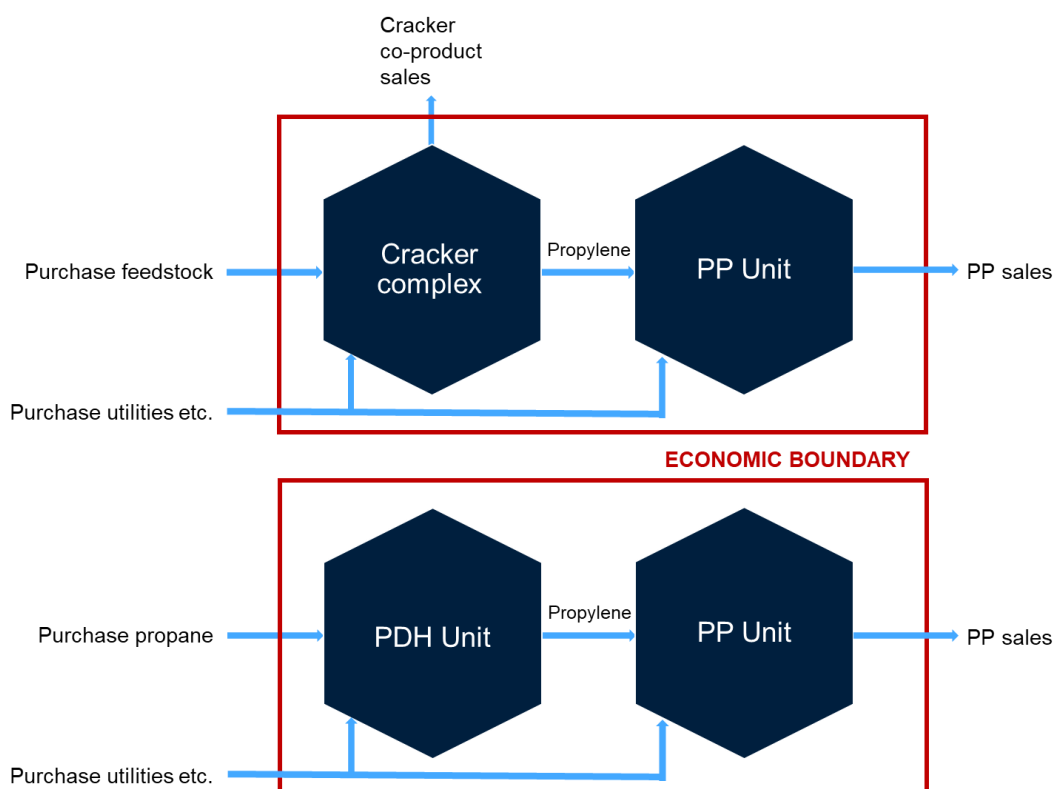 Cracker
co-product
sales
Purchase feedstock
Cracker
complex
Propylene
PP Unit
PP sales
Purchase utilities etc.
ECONOMIC BOUNDARY
Purchase propane
PDH Unit
Propylene
PP Unit
PP sales
Purchase utilities etc.